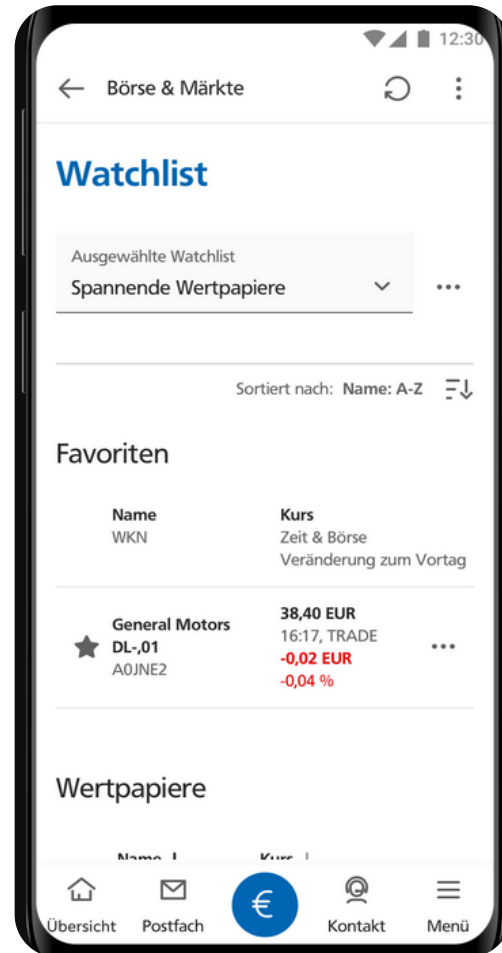 12:30
Börse & Märkte
Watchlist
Ausgewählte Watchlist
Spannende Wertpapiere
Sortiert nach: Name: A-Z
Favoriten
Name Kurs
WKN Zeit & Börse
Veränderung zum Vortag
General Motors 38,40 EUR
DL-,01 16:17, TRADE
A0JNE2 -0,02 EUR
-0,04 %
Wertpapiere
Name Kurs
€
Übersicht Postfach Kontakt Menü